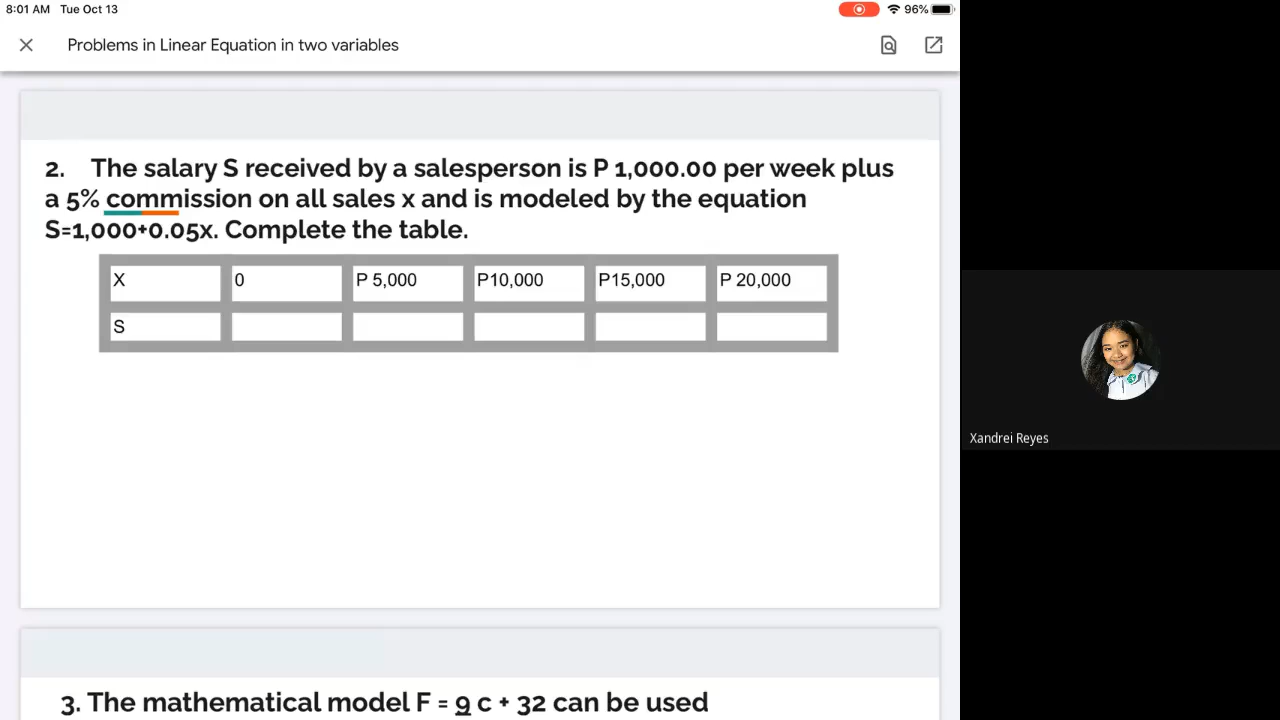 8:01 AM Tue Oct 13
96%
Problems in Linear Equation in two variables
2. The salary S received by a salesperson is P 1,000.00 per week plus
a 5% commission on all sales x and is modeled by the equation
S=1,000+0.05x. Complete the table.
X 0 P 5,000 P10,000 P15,000 P 20,000
S
Xandrei Reyes
3. The mathematical model F = 9 c + 32 can be used